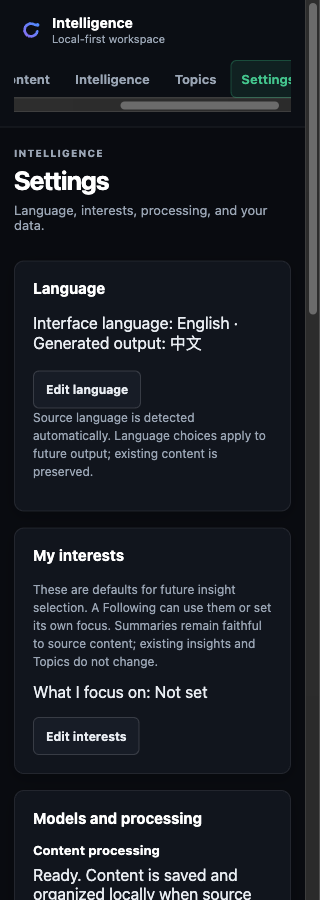 Intelligence
Local-first workspace
ontent Intelligence Topics Settings
INTELLIGENCE
Settings
Language, interests, processing, and your
data.
Language
Interface language: English ·
Generated output: 中文
Edit language
Source language is detected
automatically. Language choices apply to
future output; existing content is
preserved.
My interests
These are defaults for future insight
selection. A Following can use them or set
its own focus. Summaries remain faithful
to source content; existing insights and
Topics do not change.
What I focus on: Not set
Edit interests
Models and processing
Content processing
Ready. Content is saved and
organized locally when source